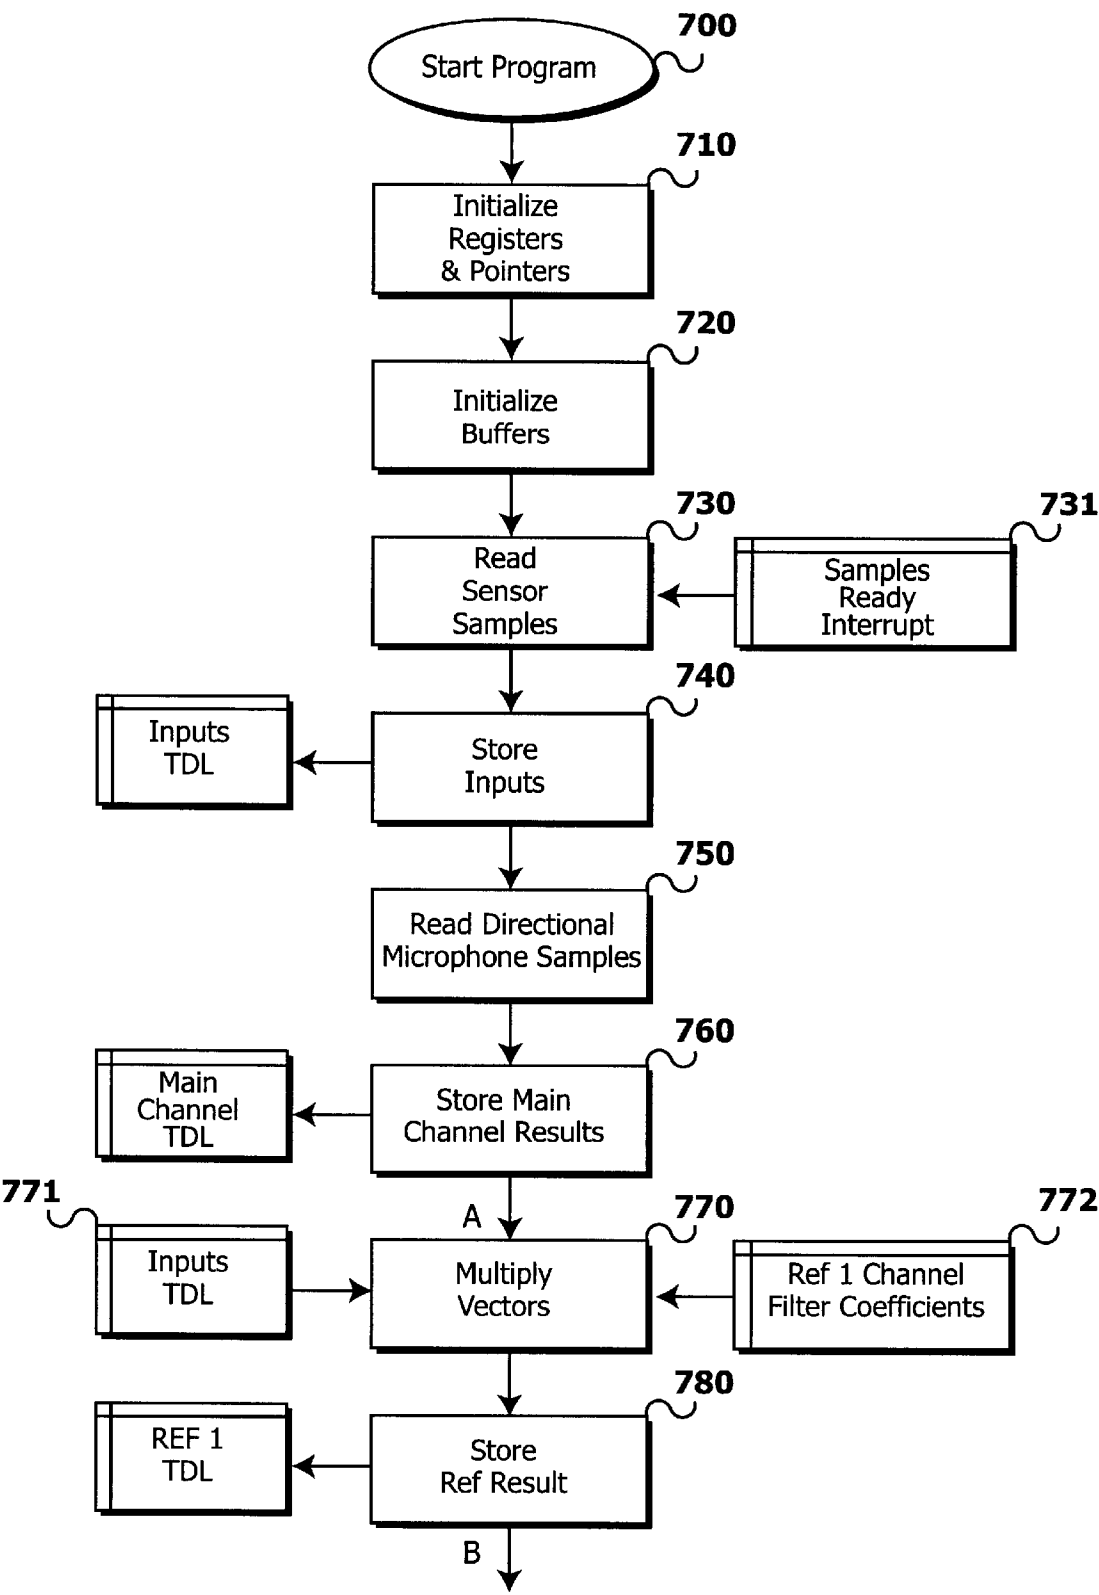 700
Start Program
710
Initialize
Registers
& Pointers
720
Initialize
Buffers
730
Read
Sensor
Samples
731
Samples
Ready
Interrupt
740
Store
Inputs
Inputs
TDL
750
Read Directional
Microphone Samples
760
Store Main
Channel Results
Main
Channel
TDL
A
770
Multiply
Vectors
771
Inputs
TDL
772
Ref 1 Channel
Filter Coefficients
780
Store
Ref Result
REF 1
TDL
B